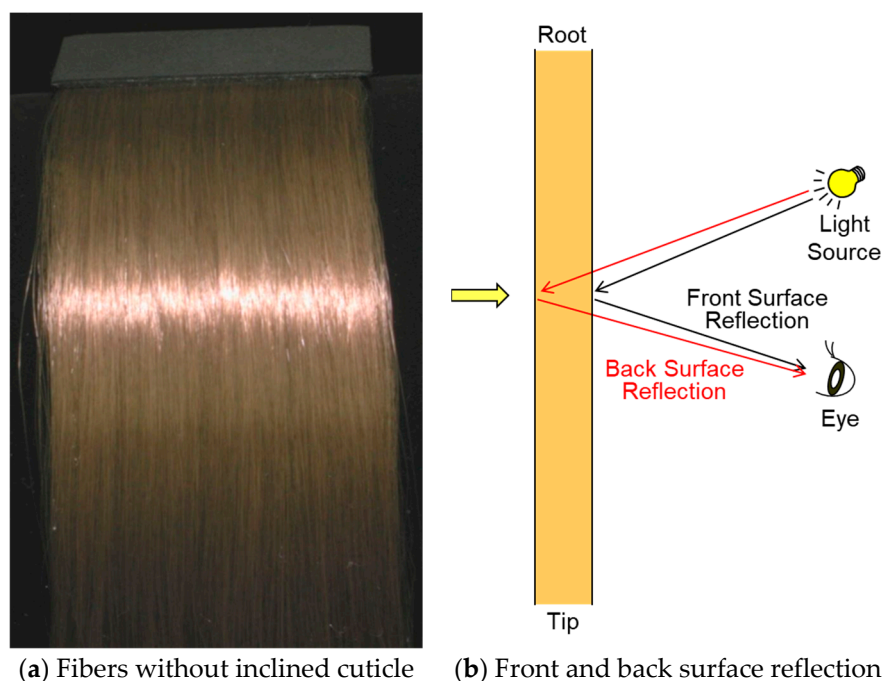 Root
Light
Source
Front Surface
Reflection
Back Surface
Reflection
Eye
Tip
(a) Fibers without inclined cuticle
(b) Front and back surface reflection